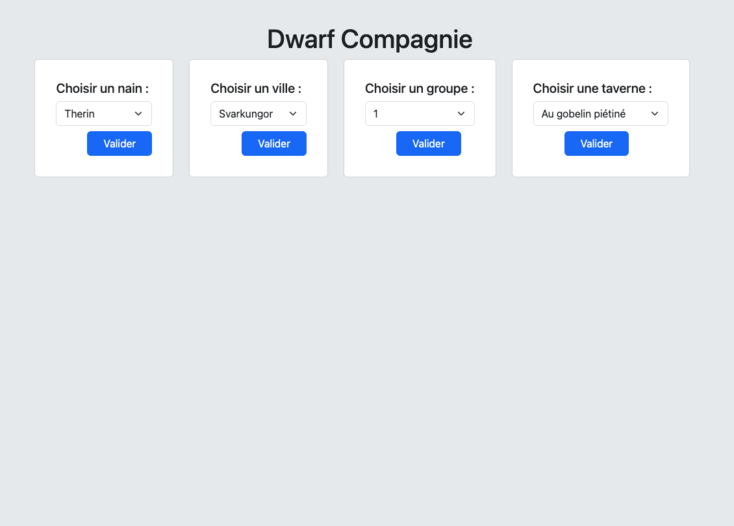 Dwarf Compagnie
Choisir un nain :
Therin
Valider
Choisir un ville :
Svarkungor
Valider
Choisir un groupe :
1
Valider
Choisir une taverne :
Au gobelin piétiné
Valider